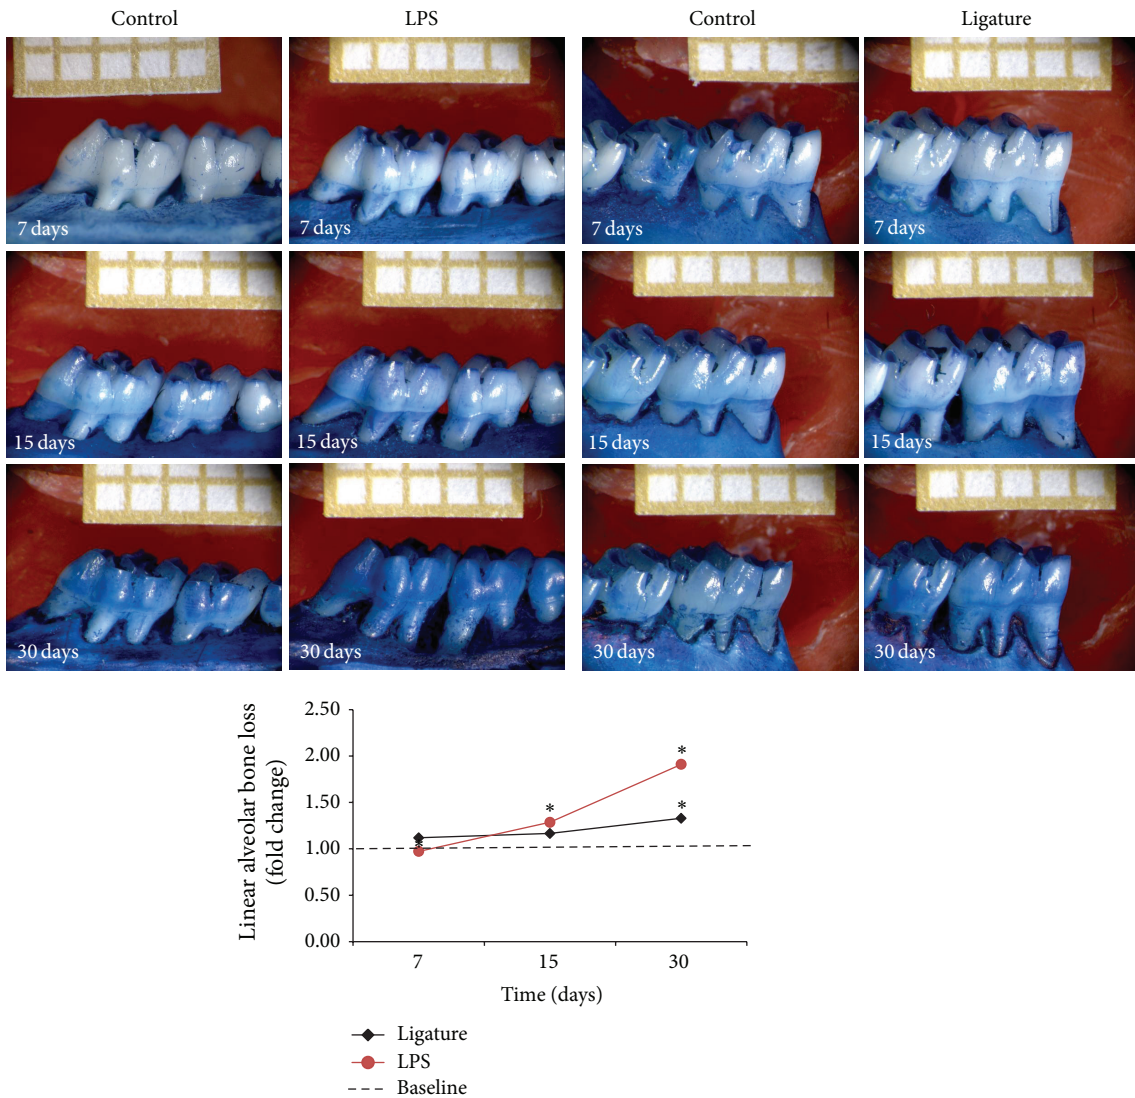 Control LPS Control Ligature
7 days 7 days 7 days 7 days
15 days 15 days 15 days 15 days
30 days 30 days 30 days 30 days
2.50
2.00
1.50
1.00
0.50
0.00
Linear alveolar bone loss
(fold change)
*
*
*
*
7 15 30
Time (days)
Ligature
LPS
Baseline